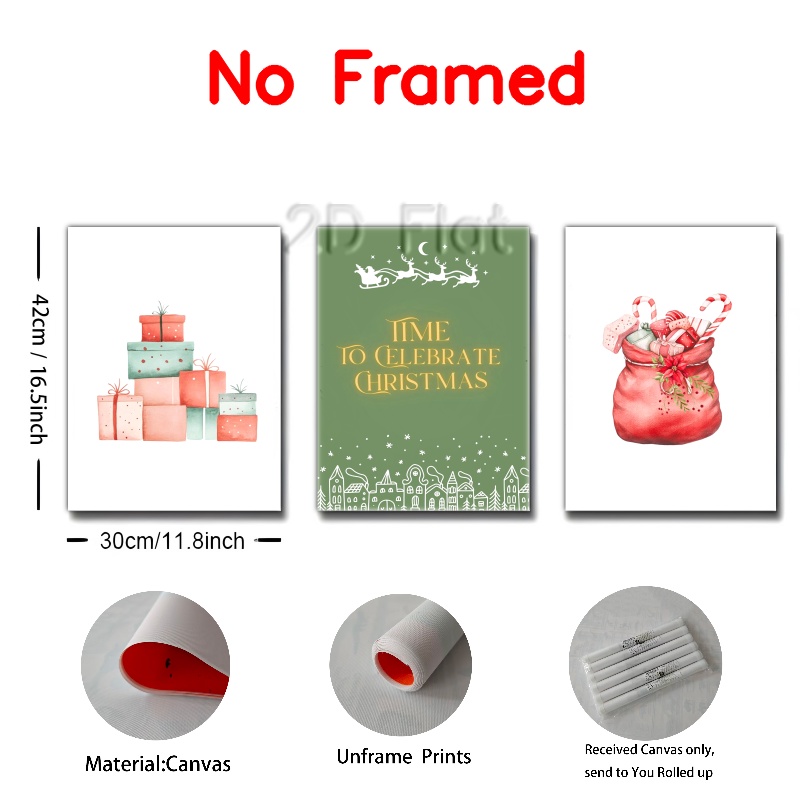 No Framed
2D Flat
42cm / 16.5inch
TIME
TO CELEBRATE
CHRISTMAS
30cm/11.8inch
Material:Canvas
Unframe Prints
Received Canvas only,
send to You Rolled up